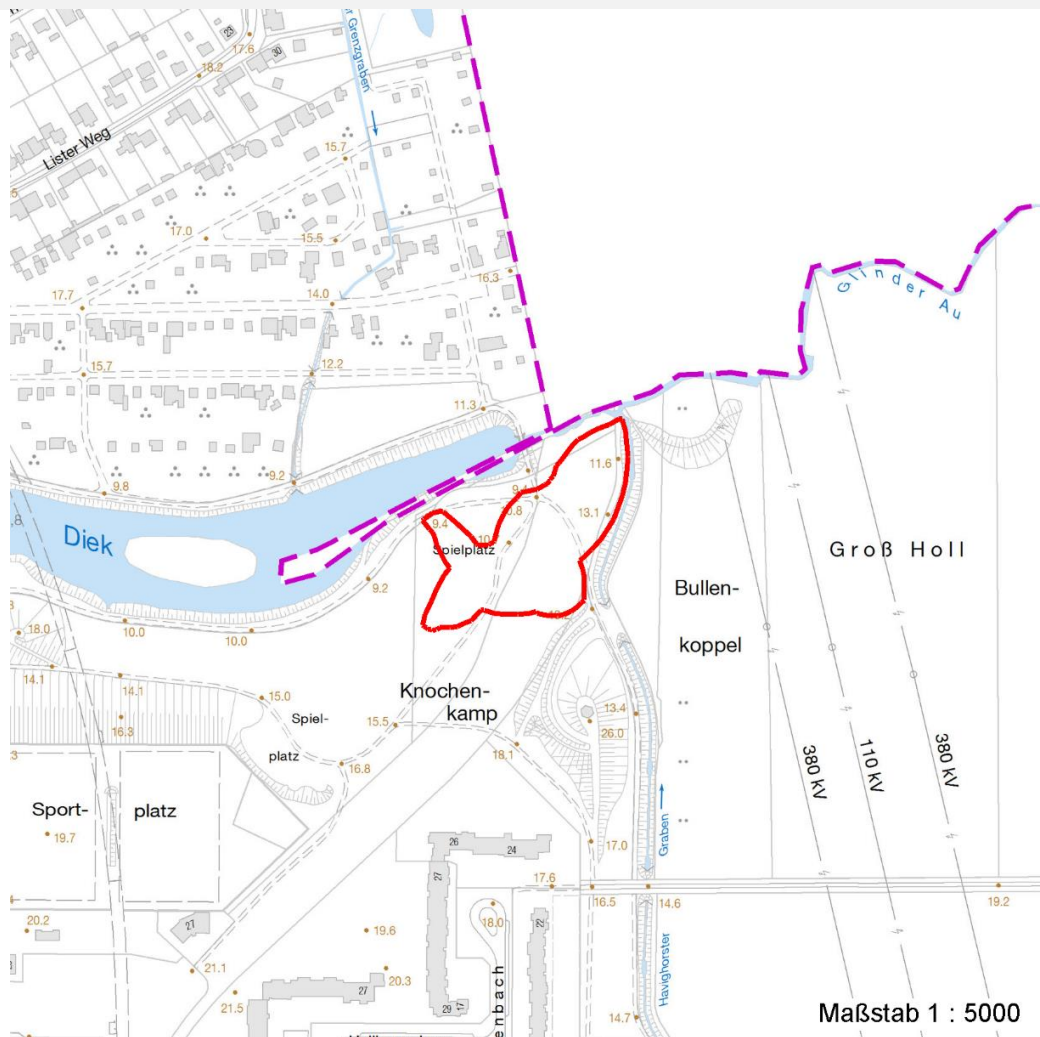 23
17.6
30
18.2
Grenzgraben
Lister Weg
15.7
17.0
15.5
16.3
17.7
14.0
Glinder Au
15.7
12.2
11.3
9.2
9.8
11.6
9.4
10.8
13.1
9.4
Diek
Spielplatz
9.2
Groß Holl
Bullen-
koppel
10.0
10.0
18.0
14.1
14.1
15.0
16.3
Knochen-
kamp
Spiel-
platz
15.5
13.4
26.0
18.1
16.8
380 kV
110 kV
380 kV
Sport-
platz
19.7
17.0
Graben
26
24
27
17.6
16.5
14.6
19.2
20.2
27
19.6
18.0
22
21.1
20.3
21.5
27
29
17
enbach
Havighorster
14.7
Maßstab 1 : 5000